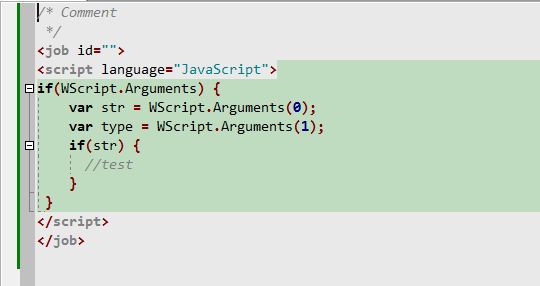 /* Comment
*/
<job id="">
<script language="JavaScript">
if(WScript.Arguments) {
var str = WScript.Arguments(0);
var type = WScript.Arguments(1);
if(str) {
//test
}
}
</script>
</job>